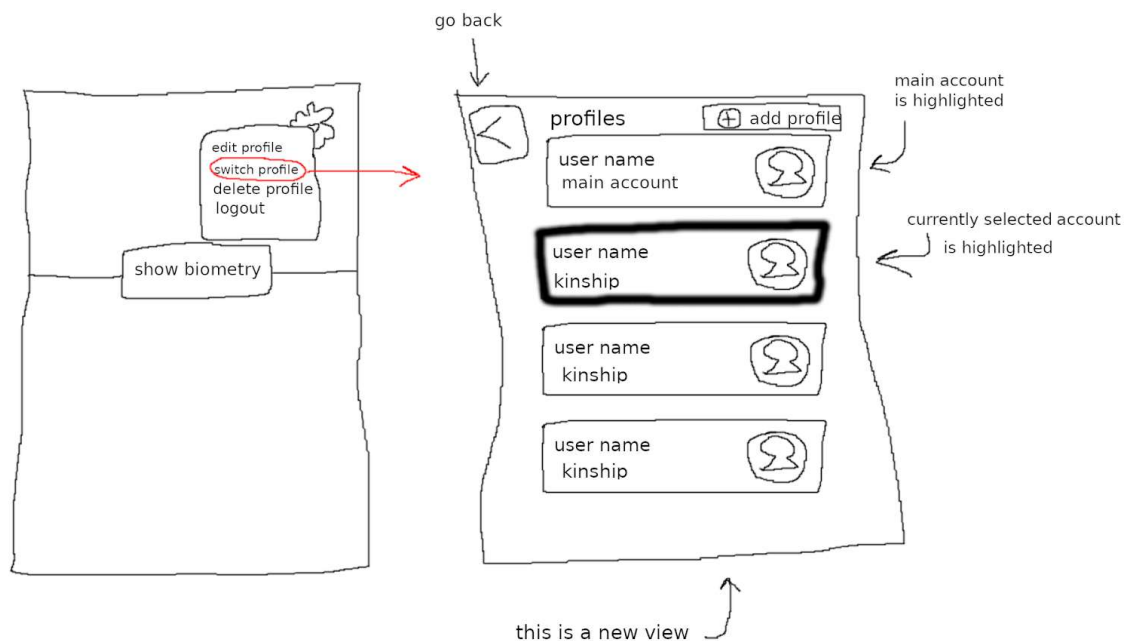 go back
edit profile
switch profile
delete profile
logout
show biometry
profiles
add profile
user name
main account
user name
kinship
user name
kinship
user name
kinship
main account
is highlighted
currently selected account
is highlighted
this is a new view